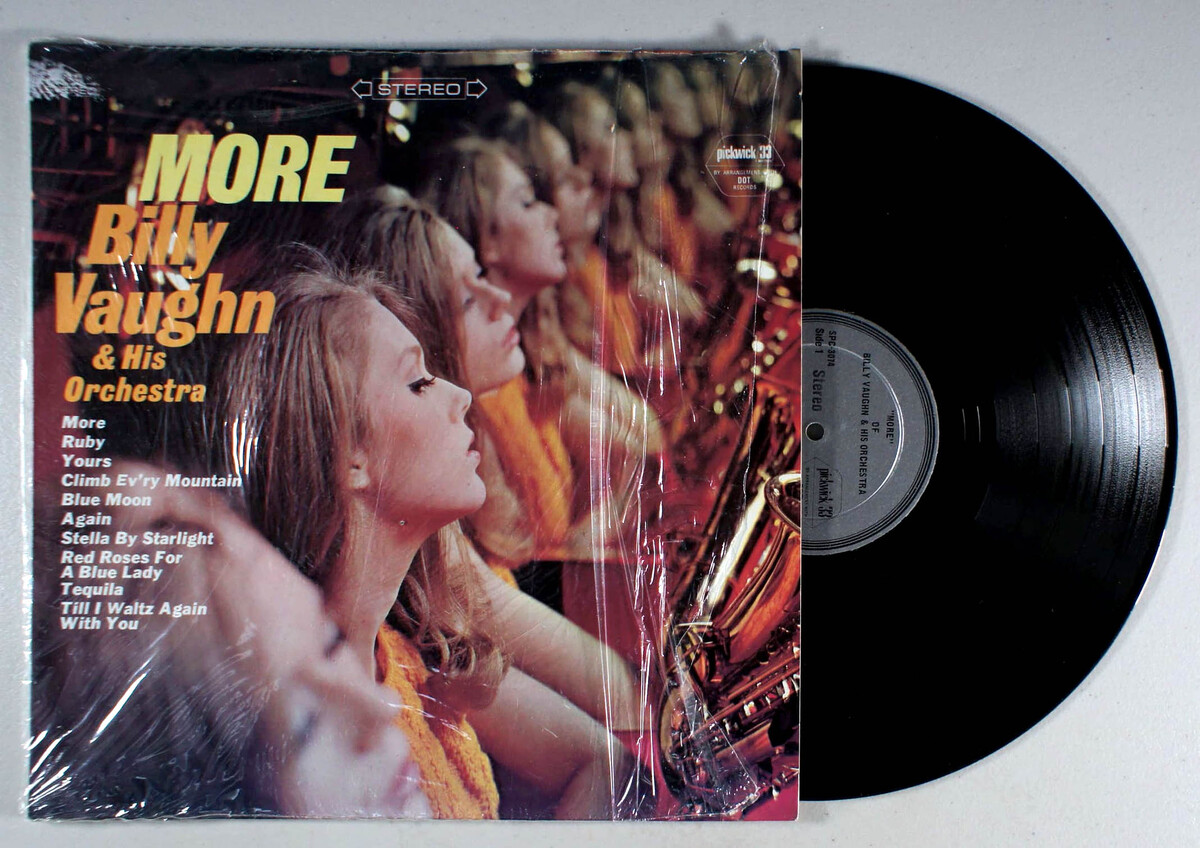 STEREO
MORE
Billy
Vaughn
& His
Orchestra
More
Ruby
Yours
Climb Ev'ry Mountain
Blue Moon
Again
Stella By Starlight
Red Roses For
A Blue Lady
Tequila
Till I Waltz Again
With You
pickwick 33
BY ARRANGEMENT WITH
DOT
RECORDS
SPC-3014
Side 1
Stereo
"MORE"
OF
BILLY VAUGHN & HIS ORCHESTRA
pickwick 33